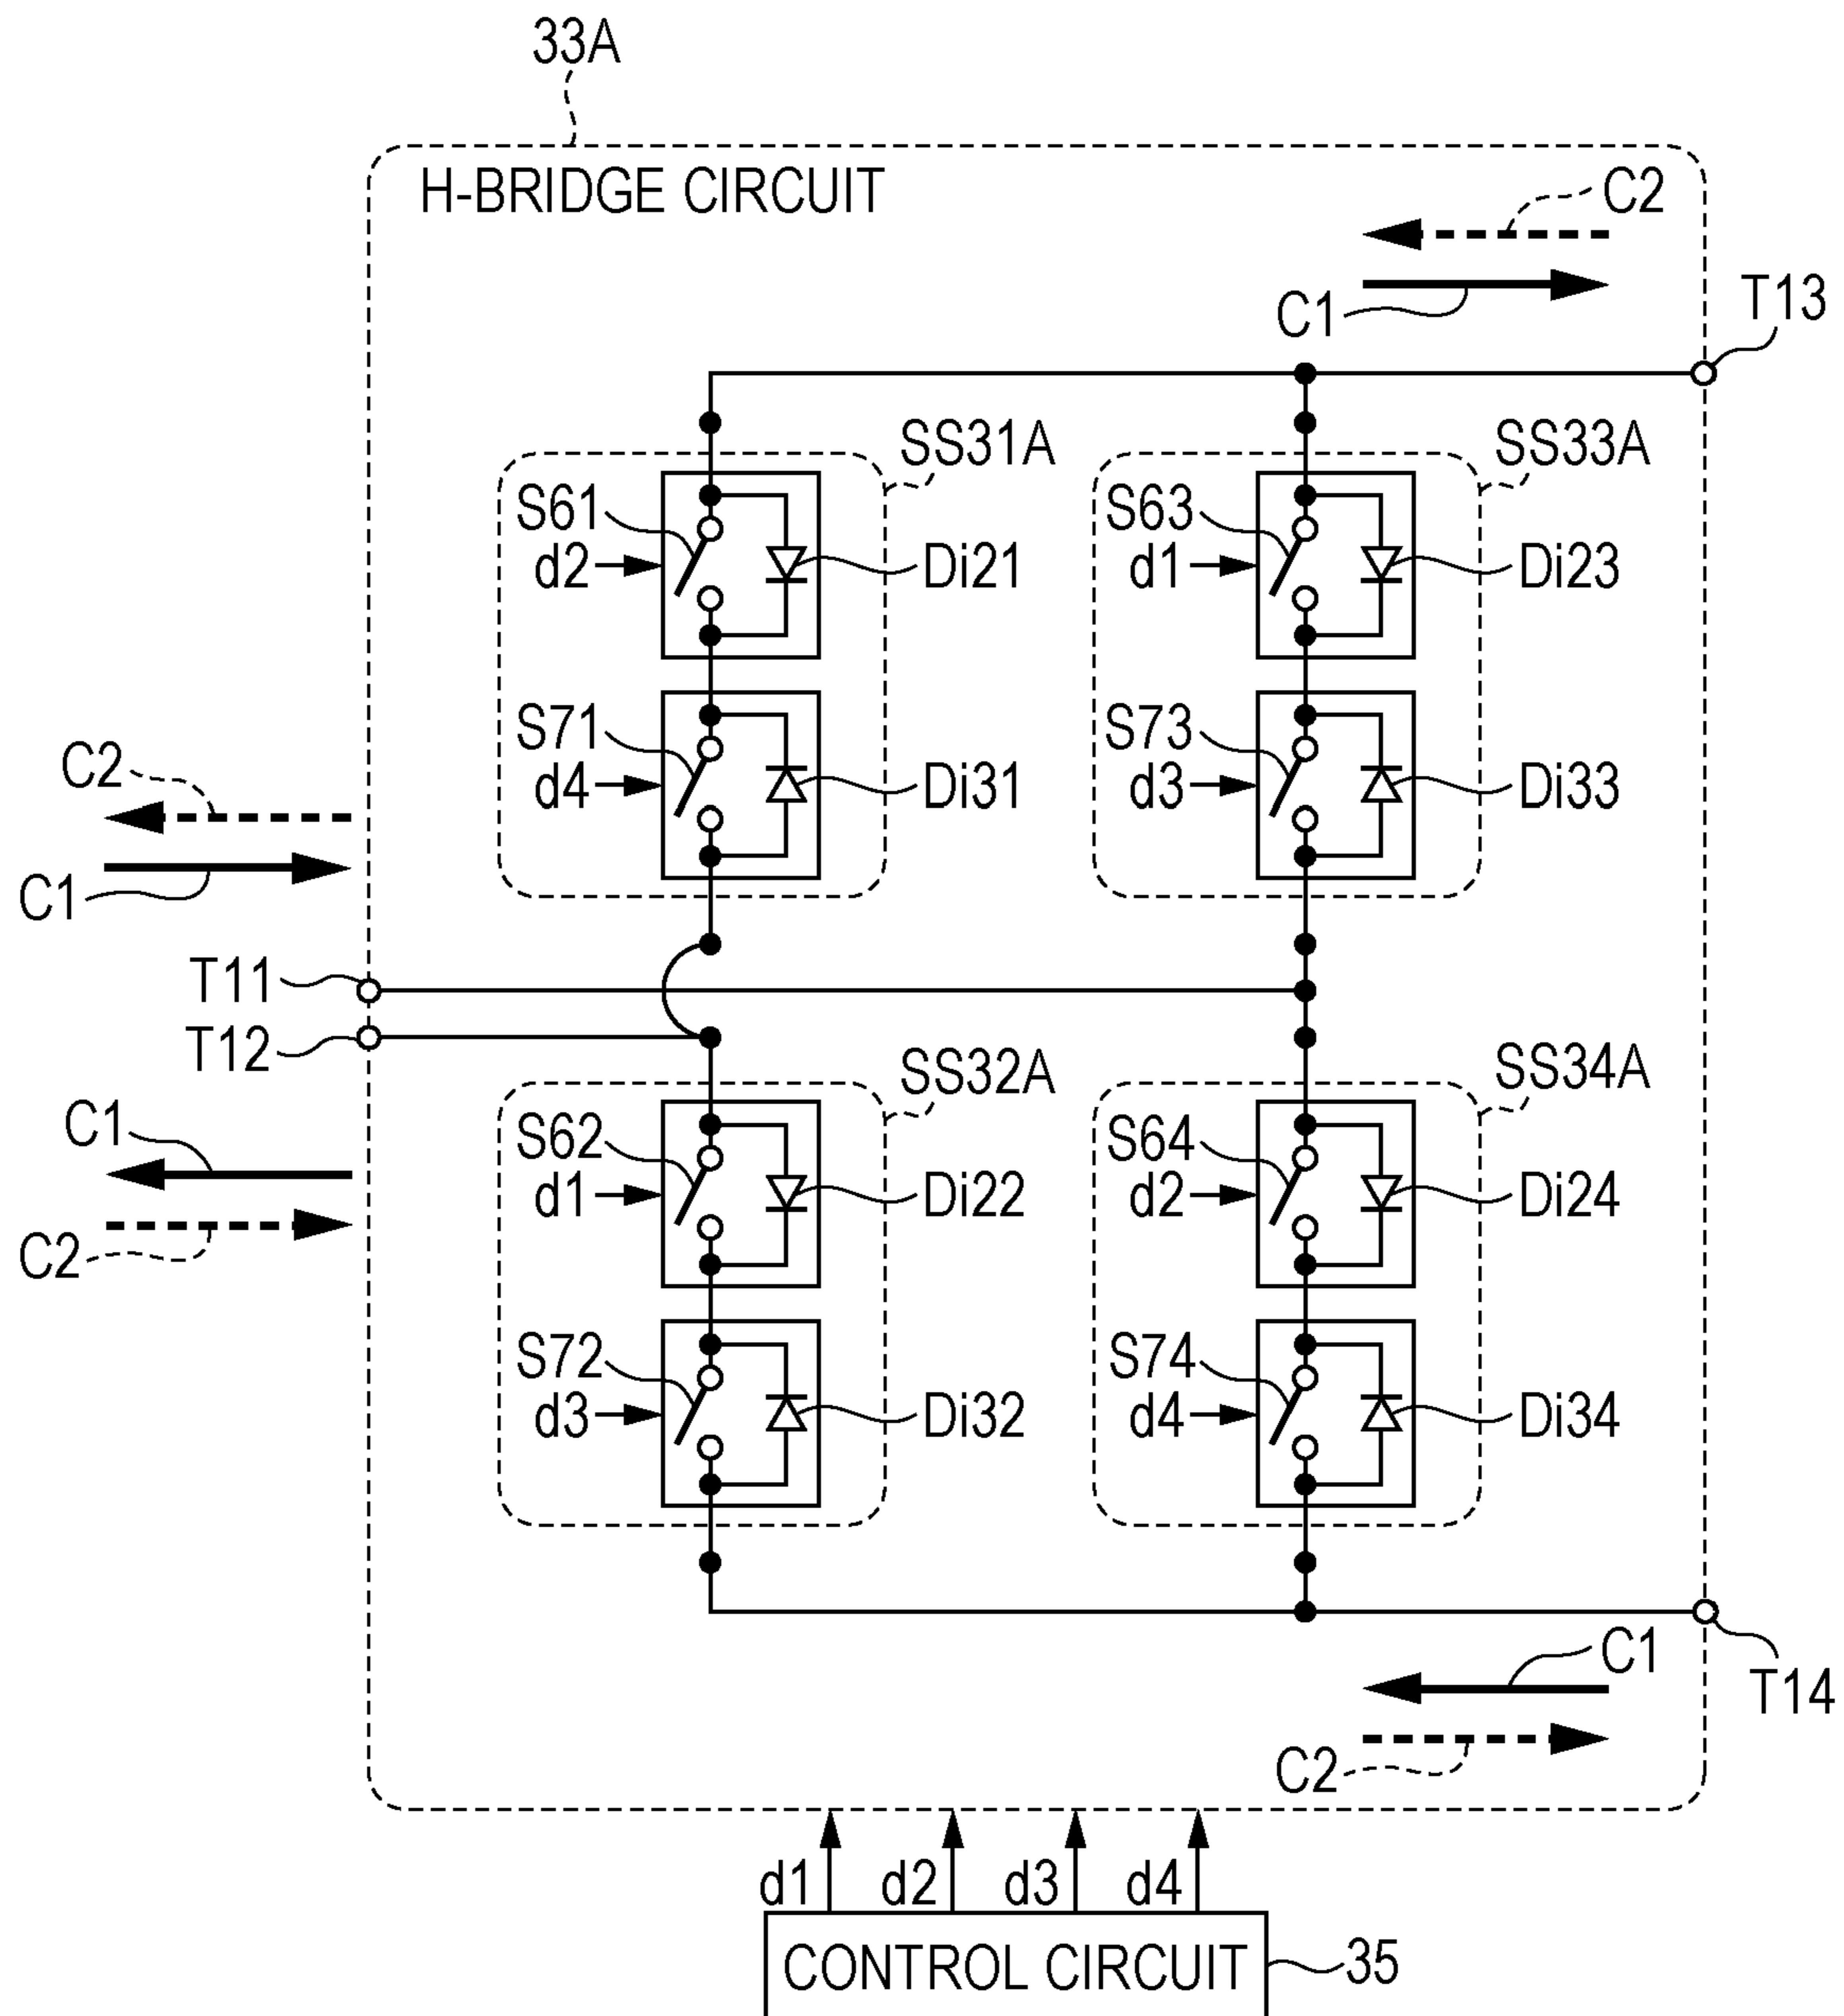 33A
H-BRIDGE CIRCUIT
C2
C1
T13
SS31A
SS33A
S61
d2
Di21
S63
d1
Di23
S71
d4
Di31
S73
d3
Di33
C2
C1
T11
T12
SS32A
SS34A
C1
C2
S62
d1
Di22
S64
d2
Di24
S72
d3
Di32
S74
d4
Di34
C1
C2
T14
d1 d2 d3 d4
CONTROL CIRCUIT
35